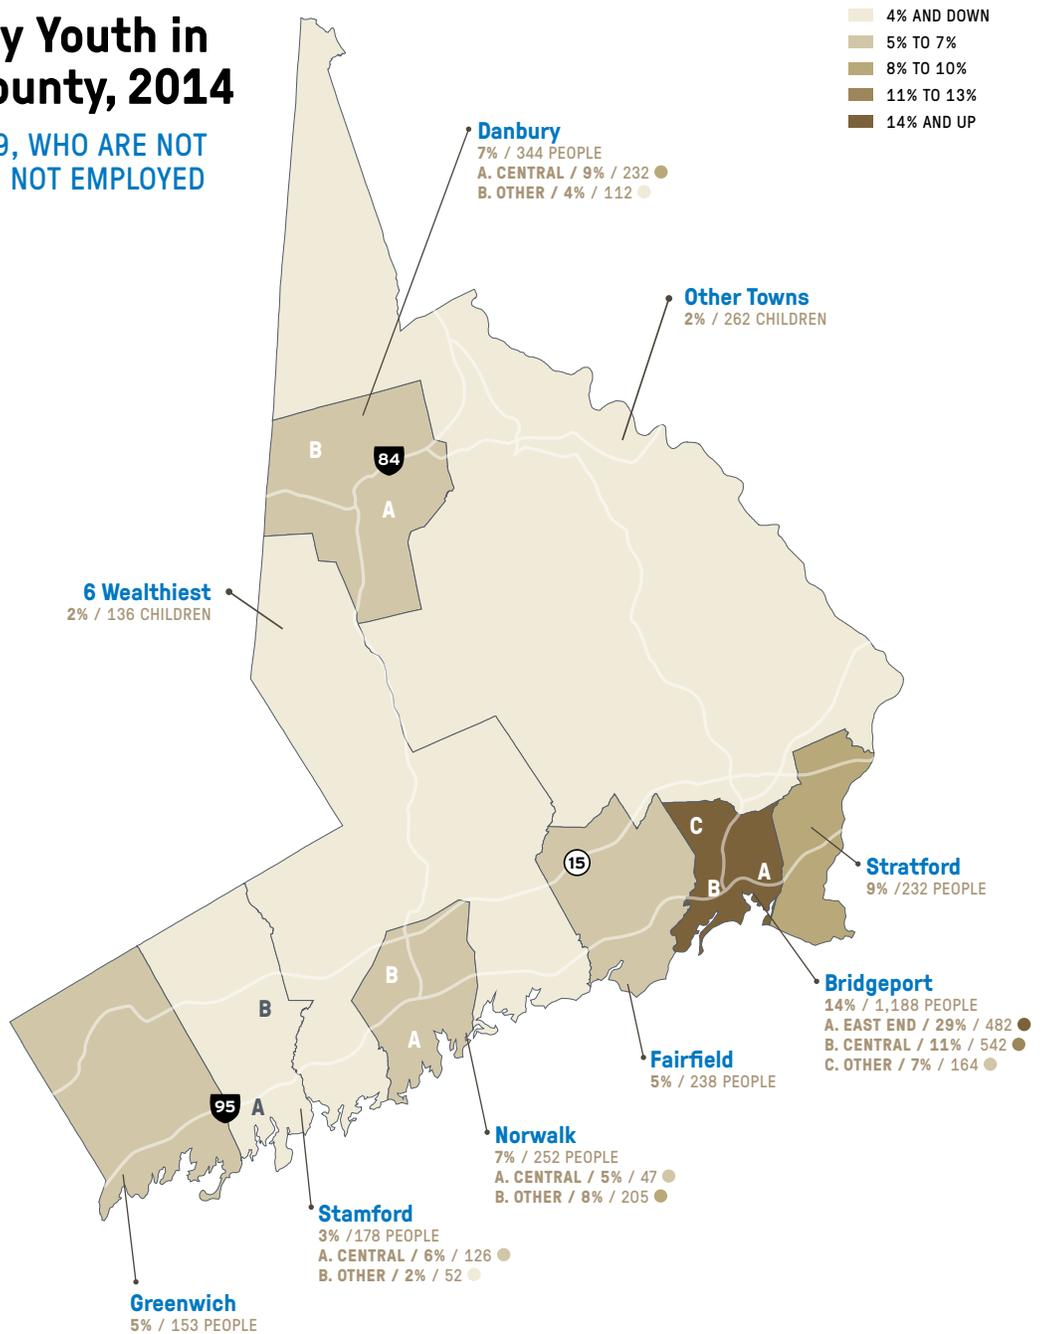 y Youth in
ounty, 2014
9, WHO ARE NOT
NOT EMPLOYED
4% AND DOWN
5% TO 7%
8% TO 10%
11% TO 13%
14% AND UP
Danbury
7% / 344 PEOPLE
A. CENTRAL / 9% / 232
B. OTHER / 4% / 112
Other Towns
2% / 262 CHILDREN
B
84
A
6 Wealthiest
2% / 136 CHILDREN
C
15
A
B
Stratford
9% /232 PEOPLE
B
B
A
Bridgeport
14% / 1,188 PEOPLE
A. EAST END / 29% / 482
B. CENTRAL / 11% / 542
C. OTHER / 7% / 164
Fairfield
5% / 238 PEOPLE
95
A
Norwalk
7% / 252 PEOPLE
A. CENTRAL / 5% / 47
B. OTHER / 8% / 205
Stamford
3% /178 PEOPLE
A. CENTRAL / 6% / 126
B. OTHER / 2% / 52
Greenwich
5% / 153 PEOPLE